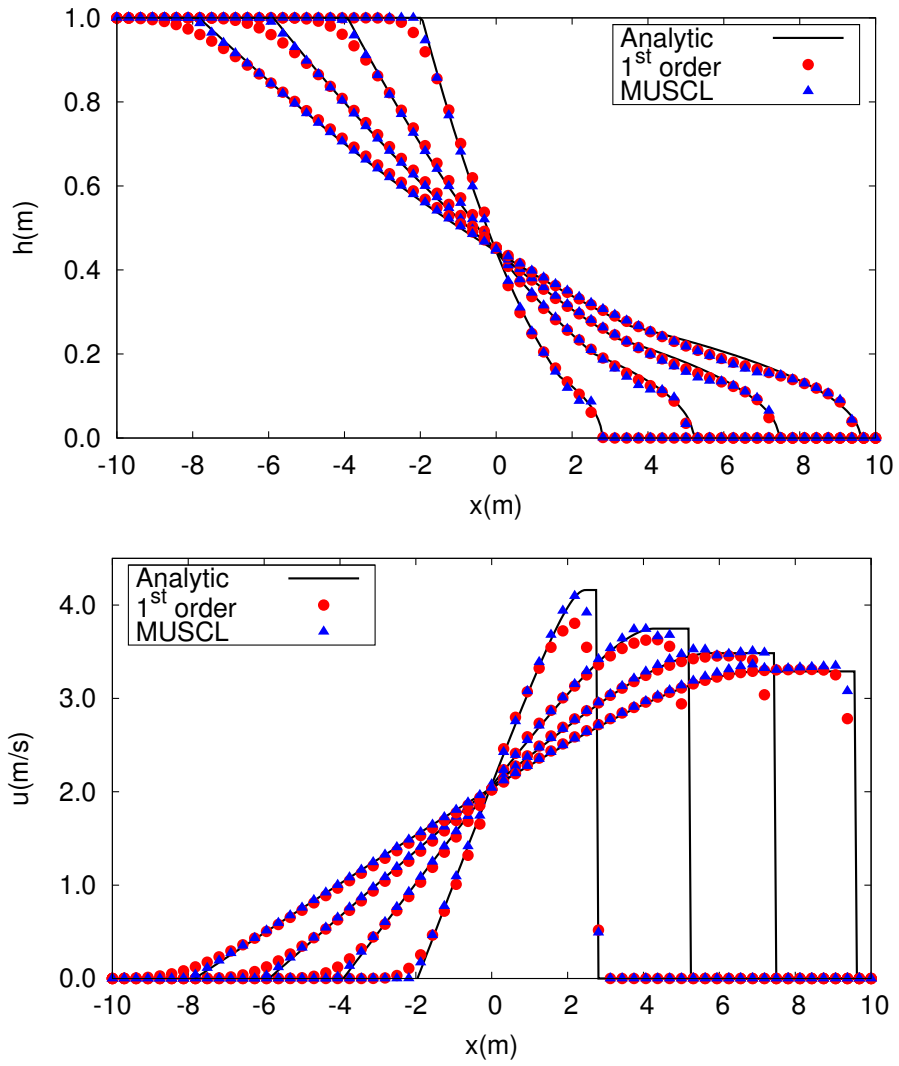 1.0
0.8
0.6
0.4
0.2
0.0
h(m)
Analytic
1st order
MUSCL
-10 -8 -6 -4 -2 0 2 4 6 8 10
x(m)
4.0
3.0
2.0
1.0
0.0
u(m/s)
Analytic
1st order
MUSCL
-10 -8 -6 -4 -2 0 2 4 6 8 10
x(m)